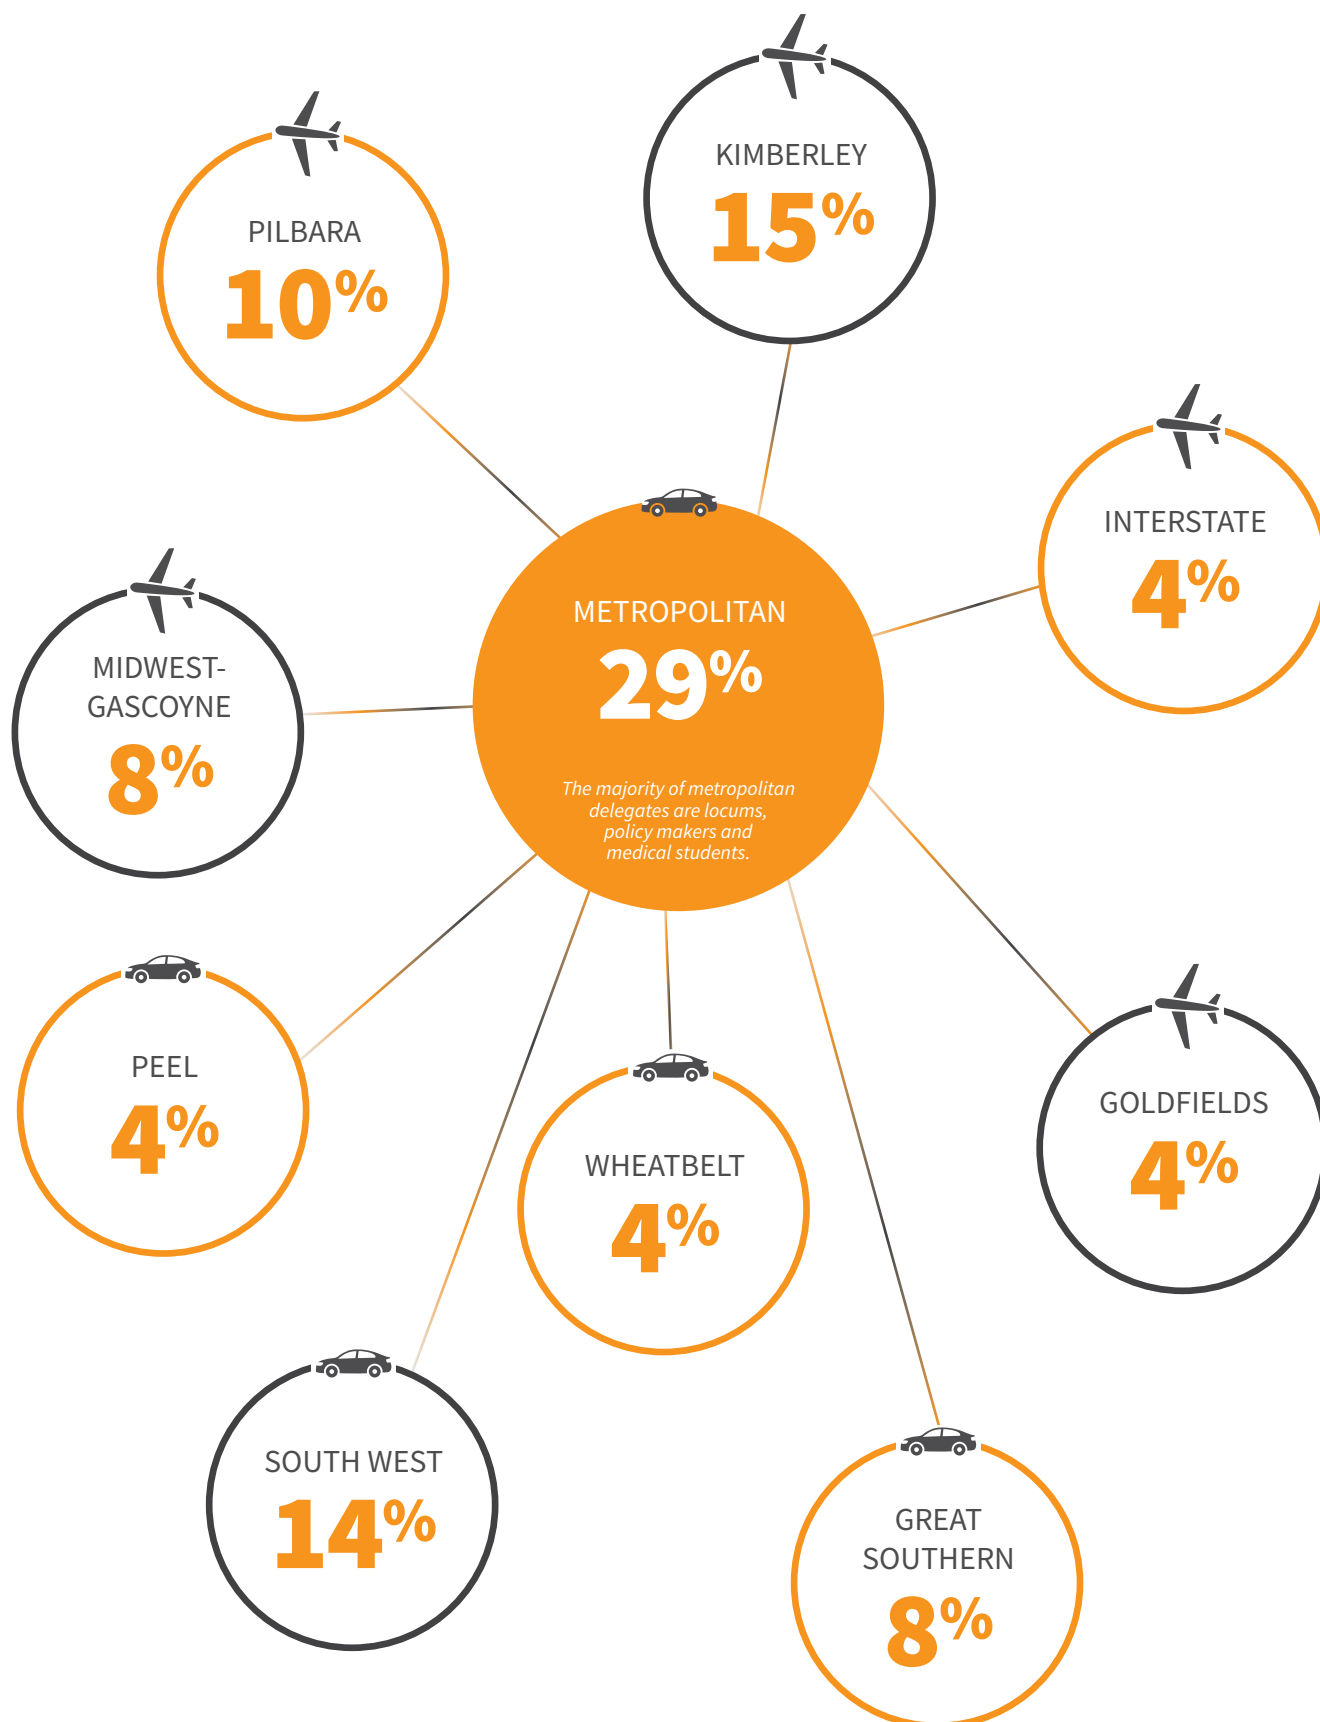 KIMBERLEY
15%
PILBARA
10%
INTERSTATE
4%
METROPOLITAN
29%
The majority of metropolitan
delegates are locums,
policy makers and
medical students.
MIDWEST-
GASCOYNE
8%
PEEL
4%
WHEATBELT
4%
GOLDFIELDS
4%
SOUTH WEST
14%
GREAT
SOUTHERN
8%